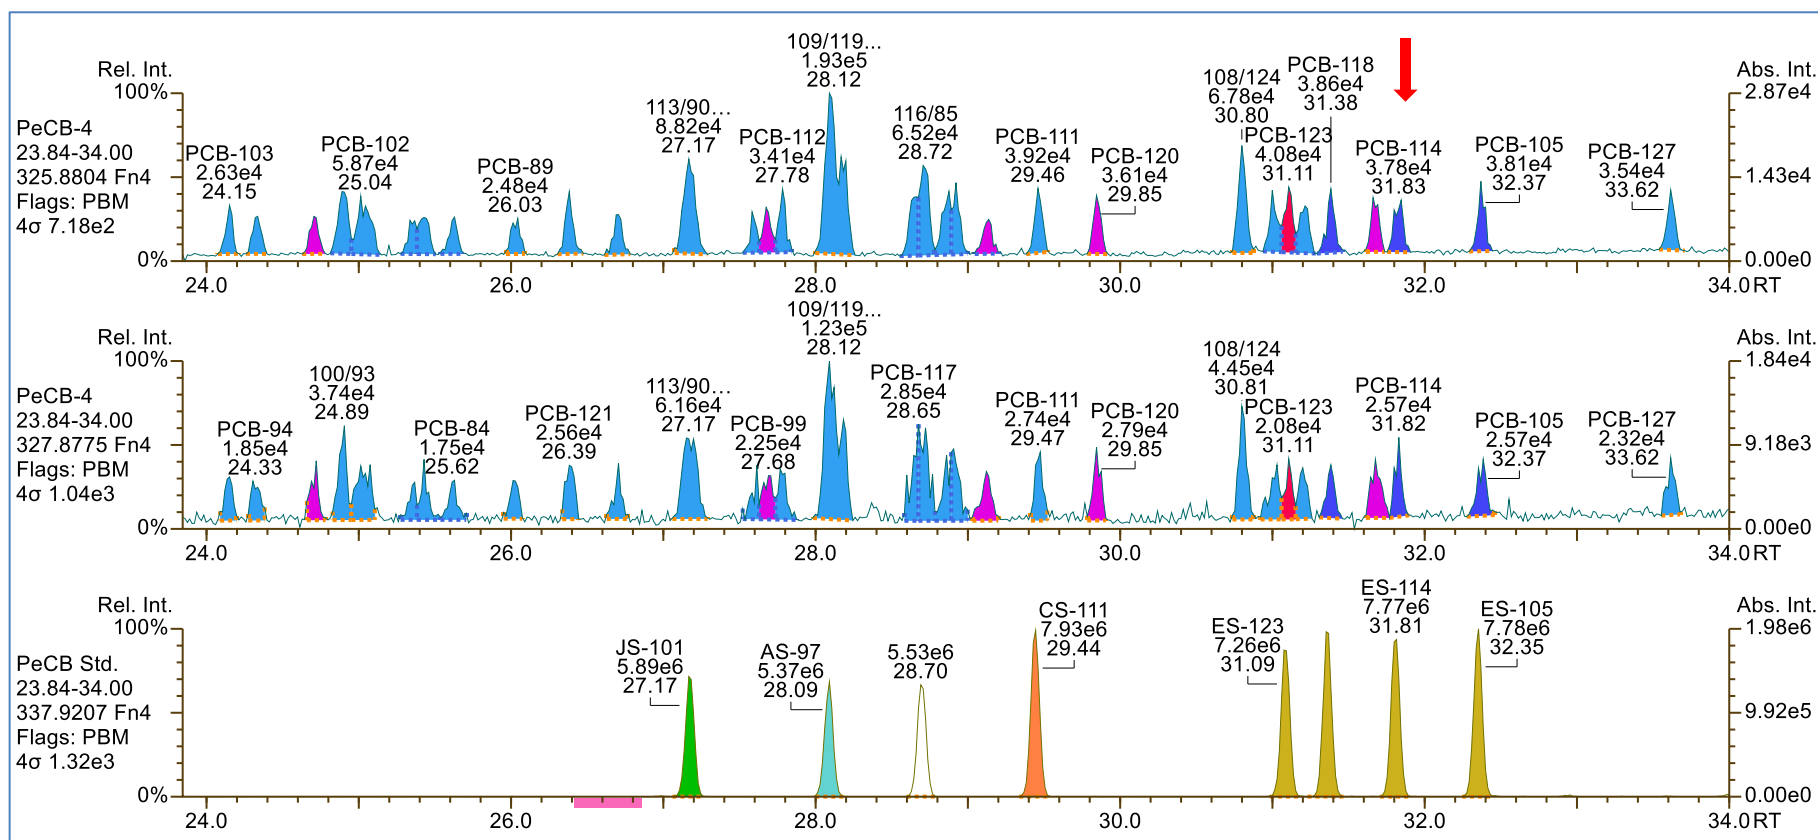 Rel. Int.
100%
0%
PeCB-4
23.84-34.00
325.8804 Fn4
Flags: PBM
4σ 7.18e2
PCB-103
2.63e4
24.15
PCB-102
5.87e4
25.04
PCB-89
2.48e4
26.03
113/90...
8.82e4
27.17
PCB-112
3.41e4
27.78
109/119...
1.93e5
28.12
116/85
6.52e4
28.72
PCB-111
3.92e4
29.46
PCB-120
3.61e4
29.85
108/124
6.78e4
30.80
PCB-123
4.08e4
31.11
PCB-118
3.86e4
31.38
PCB-114
3.78e4
31.83
PCB-105
3.81e4
32.37
PCB-127
3.54e4
33.62
Abs. Int.
2.87e4
1.43e4
0.00e0
24.0 26.0 28.0 30.0 32.0 34.0RT
Rel. Int.
100%
0%
PeCB-4
23.84-34.00
327.8775 Fn4
Flags: PBM
4σ 1.04e3
PCB-94
1.85e4
24.33
100/93
3.74e4
24.89
PCB-84
1.75e4
25.62
PCB-121
2.56e4
26.39
113/90...
6.16e4
27.17
PCB-99
2.25e4
27.68
109/119...
1.23e5
28.12
PCB-117
2.85e4
28.65
PCB-111
2.74e4
29.47
PCB-120
2.79e4
29.85
108/124
4.45e4
30.81
PCB-123
2.08e4
31.11
PCB-114
2.57e4
31.82
PCB-105
2.57e4
32.37
PCB-127
2.32e4
33.62
Abs. Int.
1.84e4
9.18e3
0.00e0
24.0 26.0 28.0 30.0 32.0 34.0RT
Rel. Int.
100%
0%
PeCB Std.
23.84-34.00
337.9207 Fn4
Flags: PBM
4σ 1.32e3
JS-101
5.89e6
27.17
AS-97
5.37e6
28.09
5.53e6
28.70
CS-111
7.93e6
29.44
ES-123
7.26e6
31.09
ES-114
7.77e6
31.81
ES-105
7.78e6
32.35
Abs. Int.
1.98e6
9.92e5
0.00e0
24.0 26.0 28.0 30.0 32.0 34.0RT